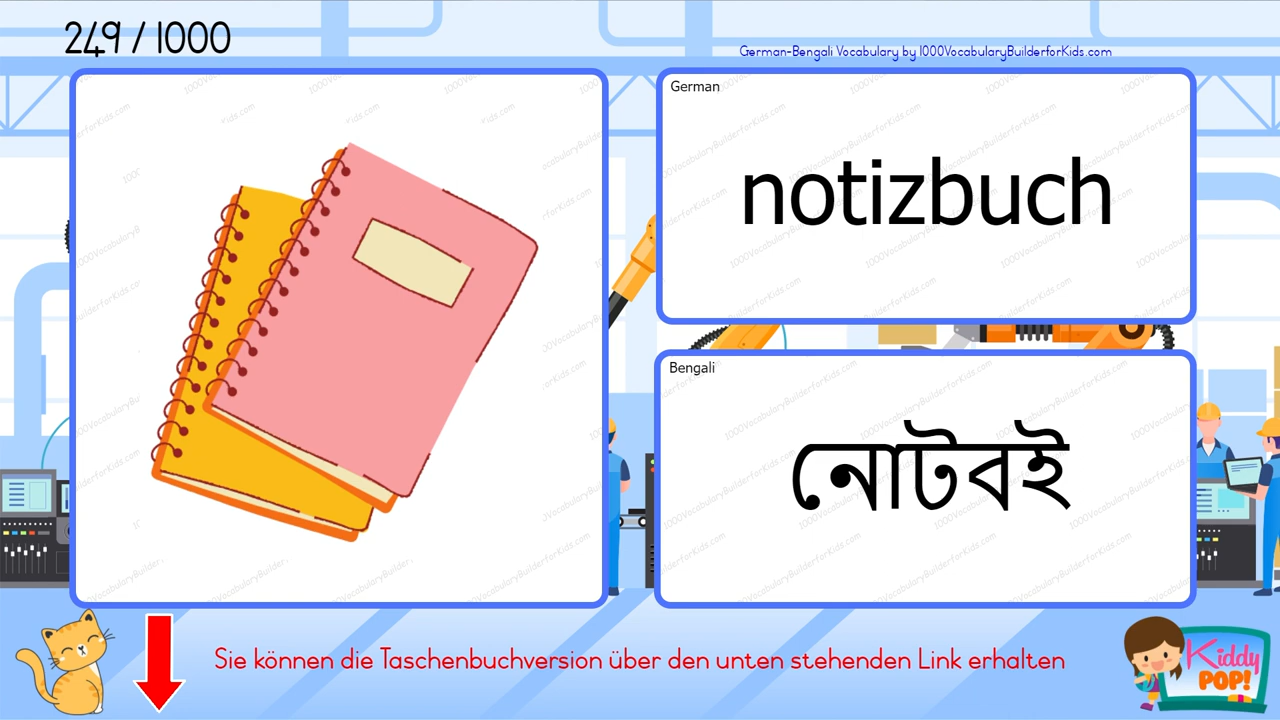 249 / 1000
German-Bengali Vocabulary by 1000VocabularyBuilderforKids.com
German
notizbuch
Bengali
নোটবই
Sie können die Taschenbuchversion über den unten stehenden Link erhalten
Kiddy
POP!